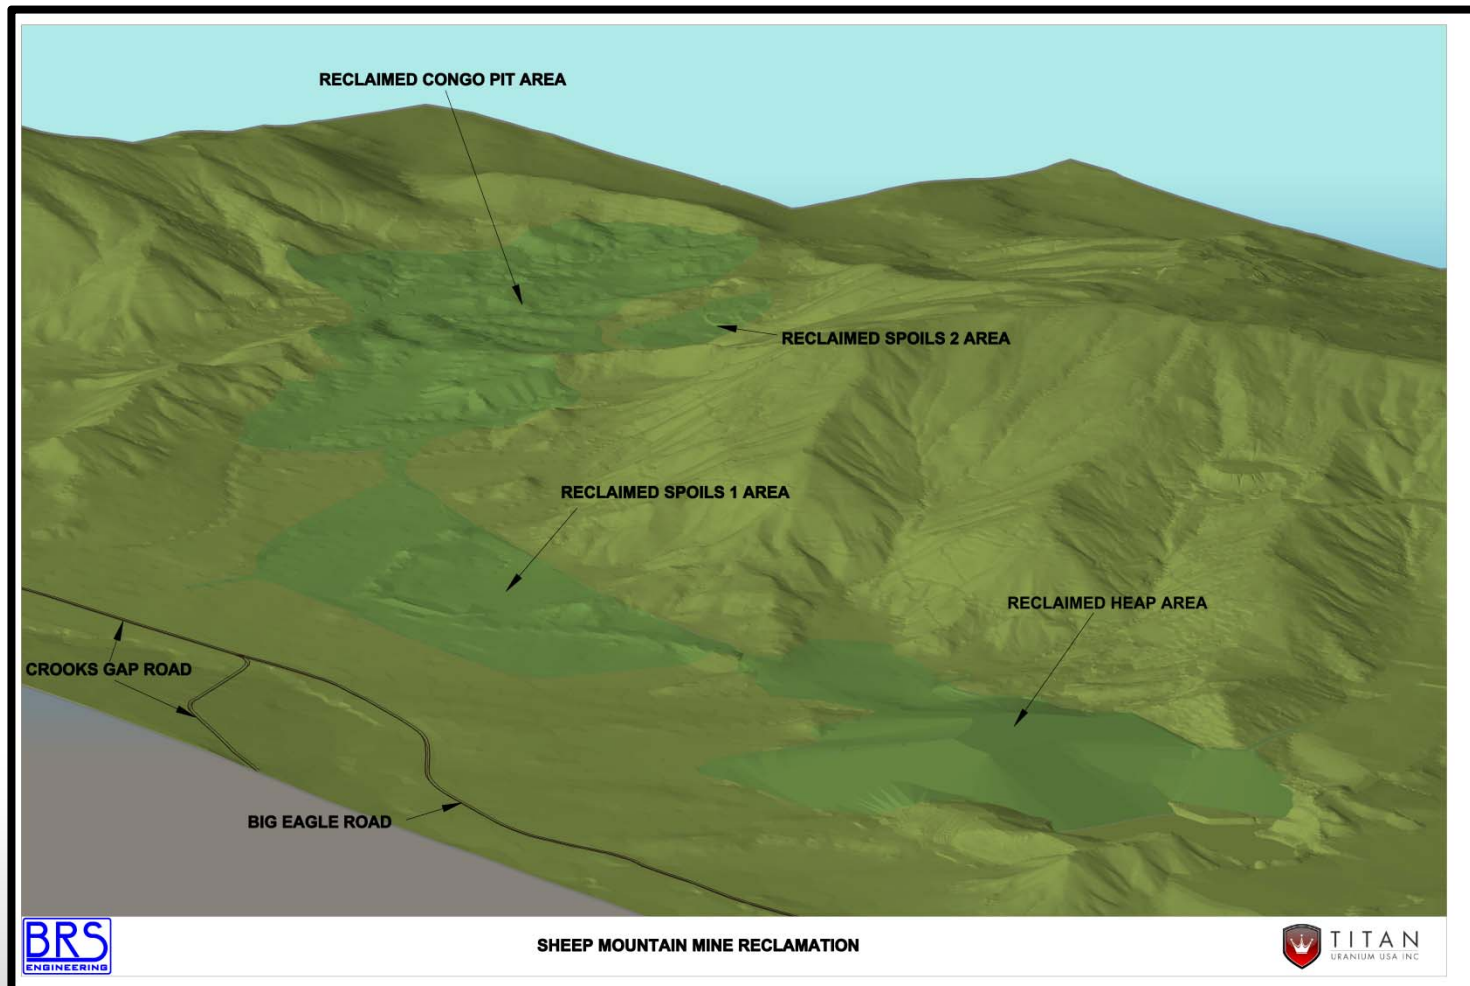 RECLAIMED CONGO PIT AREA
RECLAIMED SPOILS 2 AREA
RECLAIMED SPOILS 1 AREA
RECLAIMED HEAP AREA
CROOKS GAP ROAD
BIG EAGLE ROAD
BRS
ENGINEERING
SHEEP MOUNTAIN MINE RECLAMATION
TITAN
URANIUM USA INC